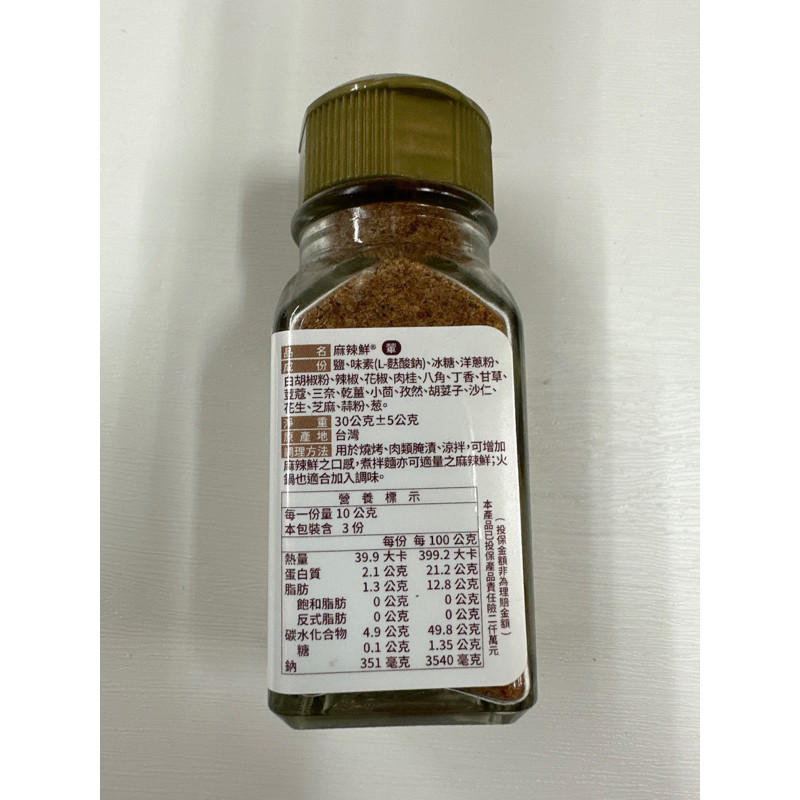 品名 麻辣鮮® 葷
成份 鹽、味素(L-麩酸鈉)、冰糖、洋蔥粉、
白胡椒粉、辣椒、花椒、肉桂、八角、丁香、甘草、
荳蔻、三奈、乾薑、小茴、孜然、胡荽子、沙仁、
花生、芝麻、蒜粉、葱。
淨重 30公克±5公克
原產地 台灣
調理方法 用於燒烤、肉類醃漬、涼拌,可增加
麻辣鮮之口感,煮拌麵亦可適量之麻辣鮮;火
鍋也適合加入調味。
營養標示
每一份量 10 公克
本包裝含 3 份
每份 每 100 公克
熱量 39.9 大卡 399.2 大卡
蛋白質 2.1 公克 21.2 公克
脂肪 1.3 公克 12.8 公克
飽和脂肪 0 公克 0 公克
反式脂肪 0 公克 0 公克
碳水化合物 4.9 公克 49.8 公克
糖 0.1 公克 1.35 公克
鈉 351 毫克 3540 毫克
(投保金額非為理賠金額)
本產品已投保產品責任險二仟萬元